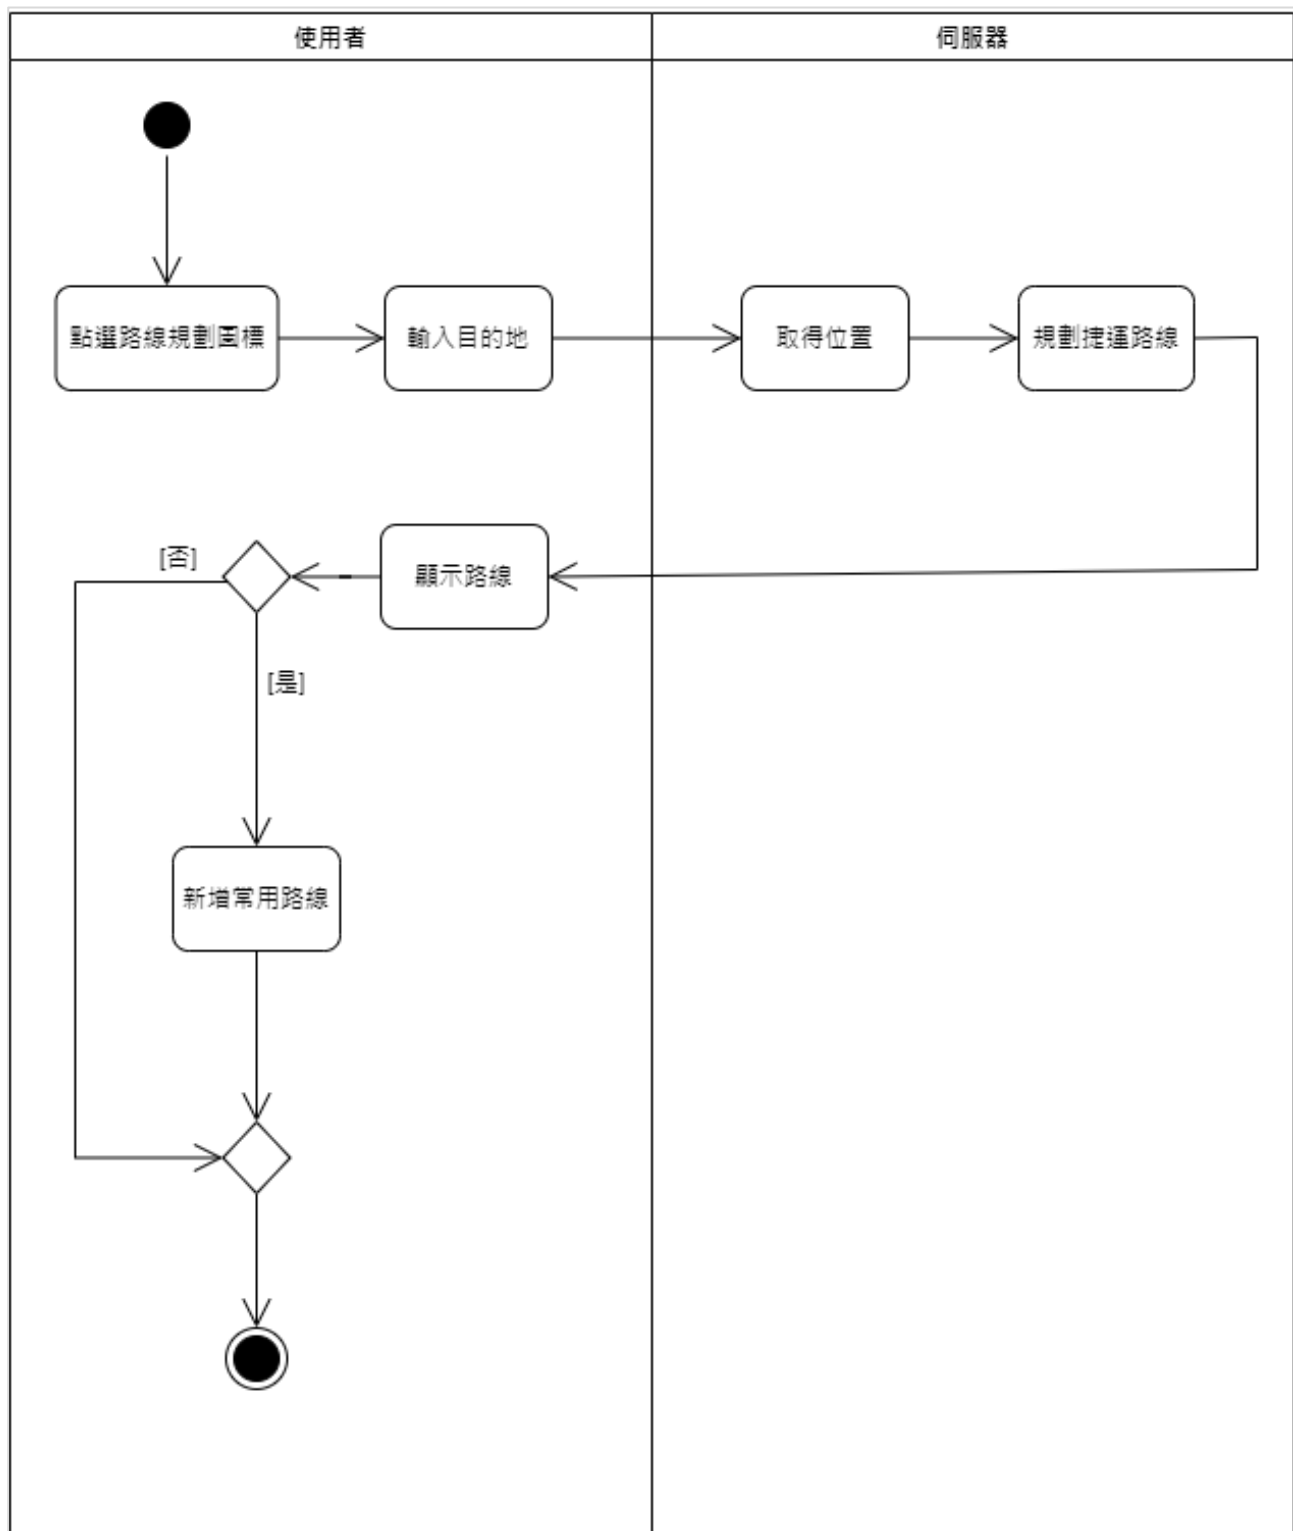 使用者
伺服器
點選路線規劃圖標
輸入目的地
取得位置
規劃捷運路線
[否]
顯示路線
[是]
新增常用路線